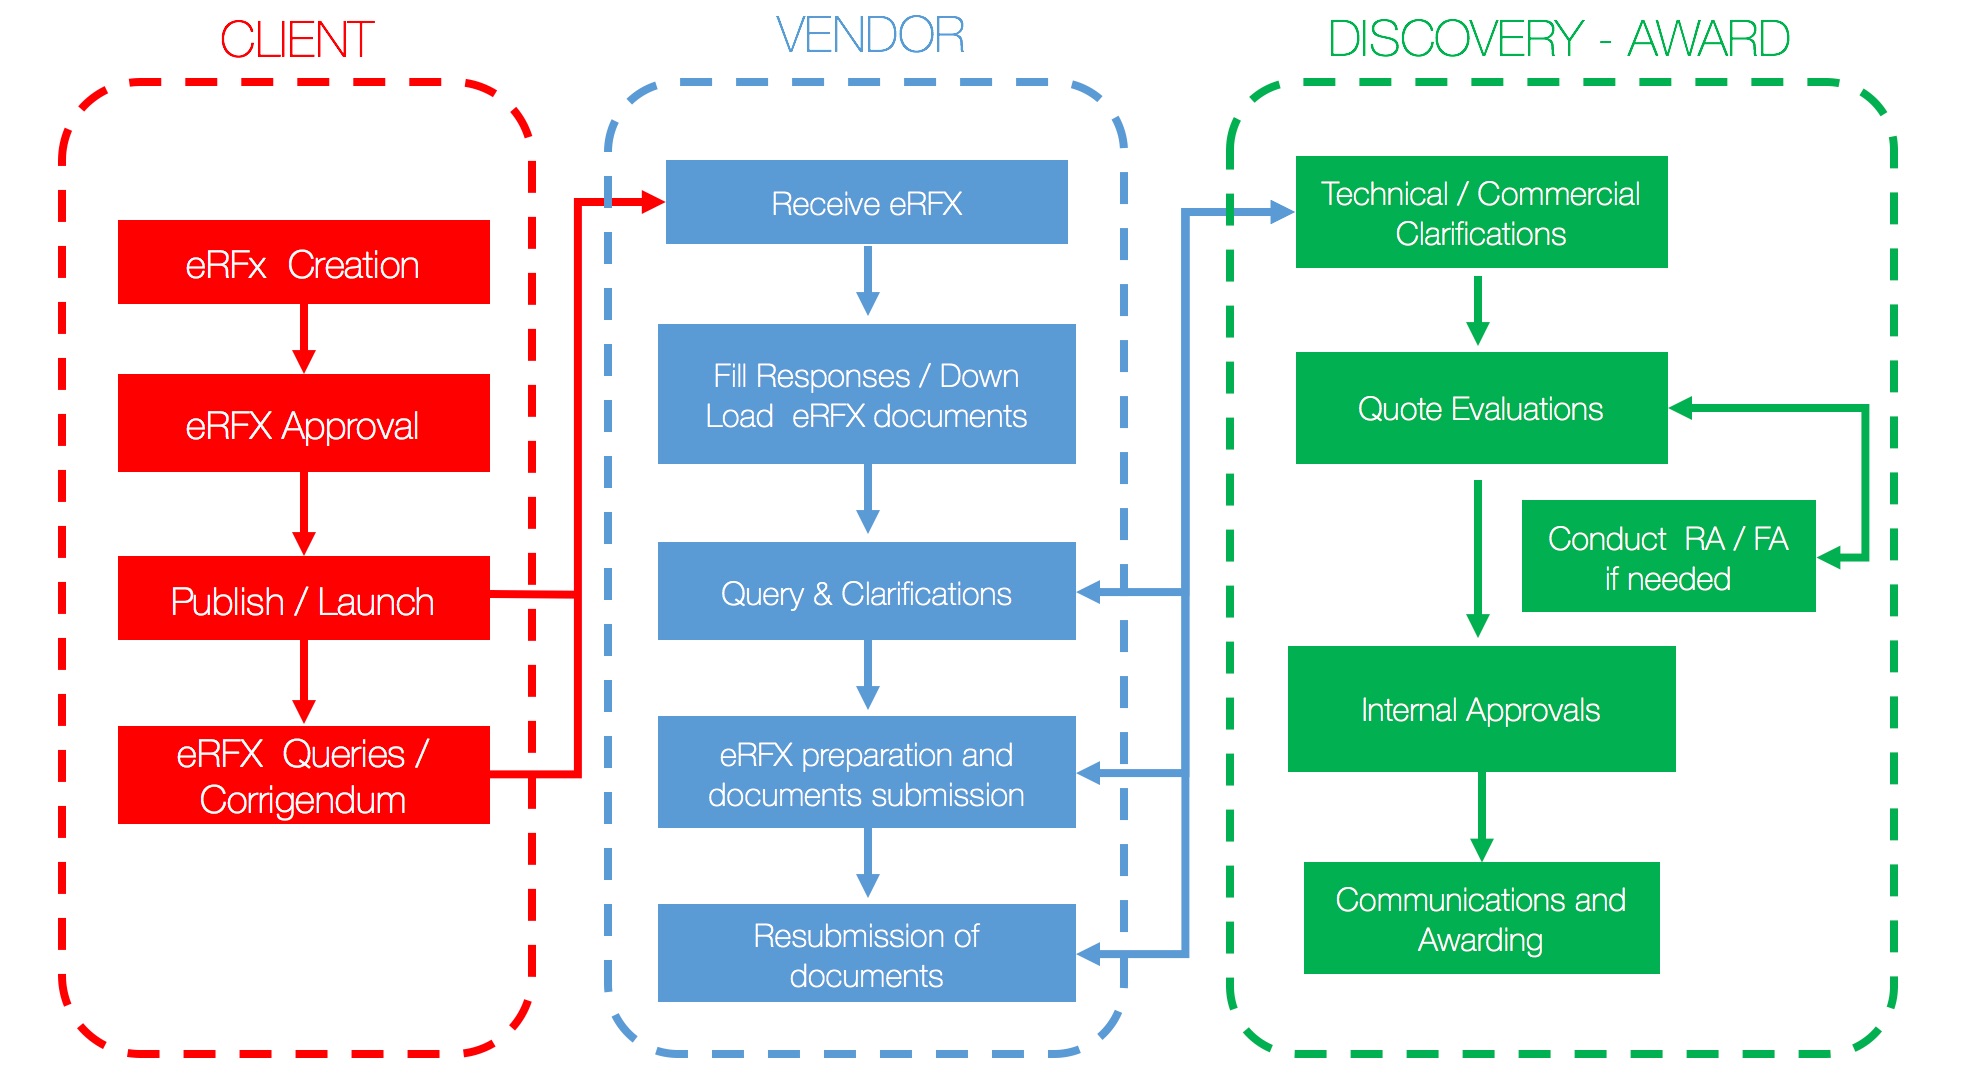 CLIENT
eRFx Creation
eRFX Approval
Publish / Launch
eRFX Queries /
Corrigendum
VENDOR
Receive eRFX
Fill Responses / Down
Load eRFX documents
Query & Clarifications
eRFX preparation and
documents submission
Resubmission of
documents
DISCOVERY - AWARD
Technical / Commercial
Clarifications
Quote Evaluations
Conduct RA / FA
if needed
Internal Approvals
Communications and
Awarding